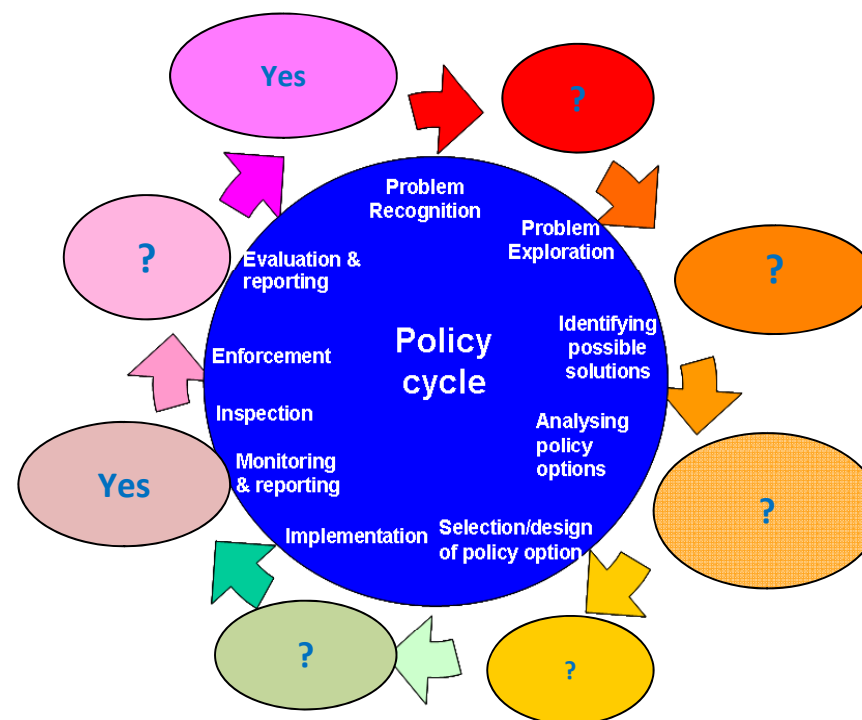 Yes
?
Problem
Recognition
Problem
Exploration
?
?
Evaluation &
reporting
Identifying
possible
solutions
Policy
cycle
Enforcement
Inspection
Analysing
policy
options
Monitoring
& reporting
Yes
?
Implementation
Selection/design
of policy option
?
?